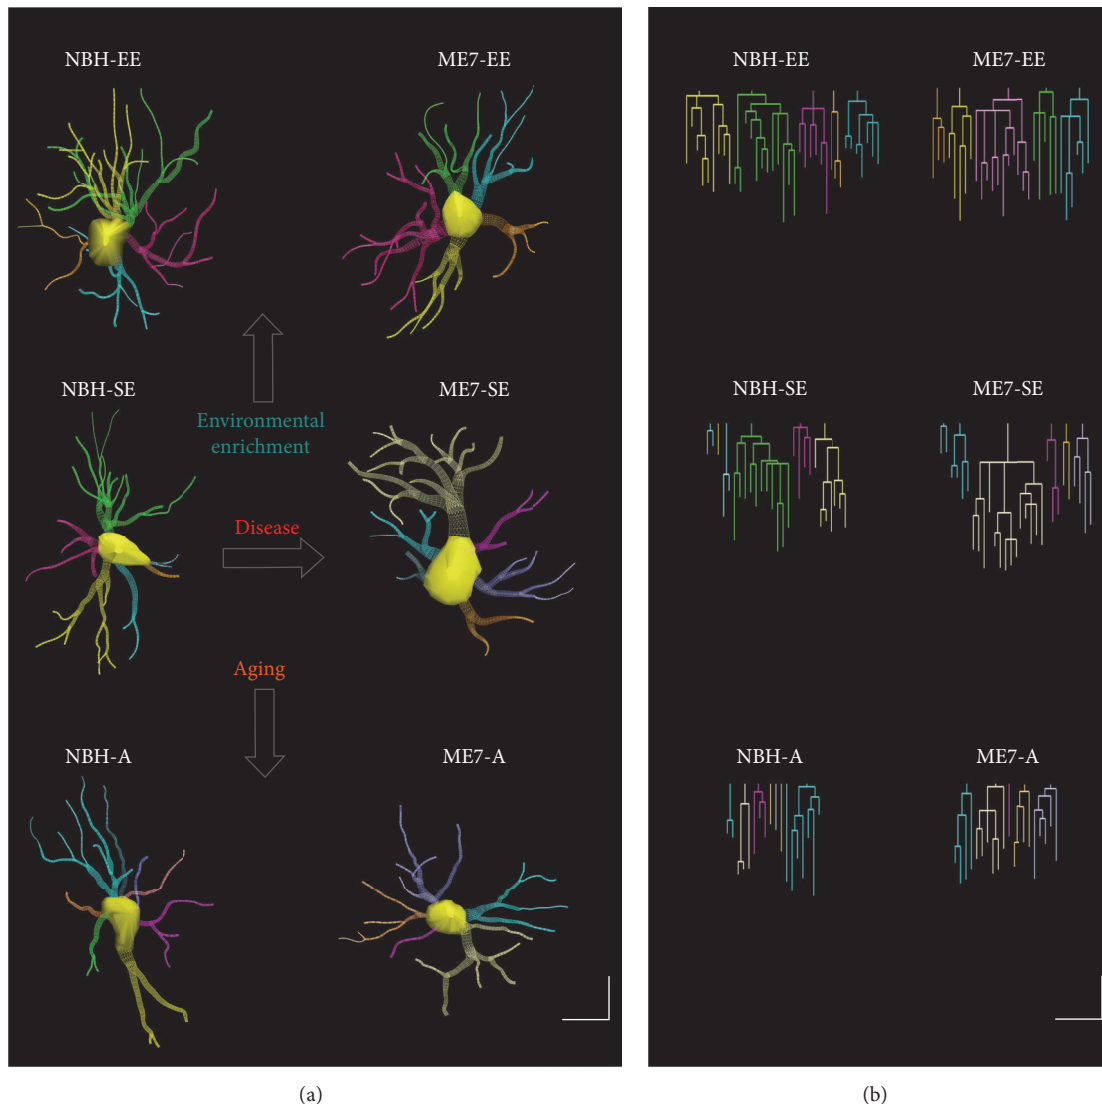 NBH-EE
ME7-EE
NBH-SE
ME7-SE
Environmental
enrichment
Disease
Aging
NBH-A
ME7-A
(a)
NBH-EE
ME7-EE
NBH-SE
ME7-SE
NBH-A
ME7-A
(b)